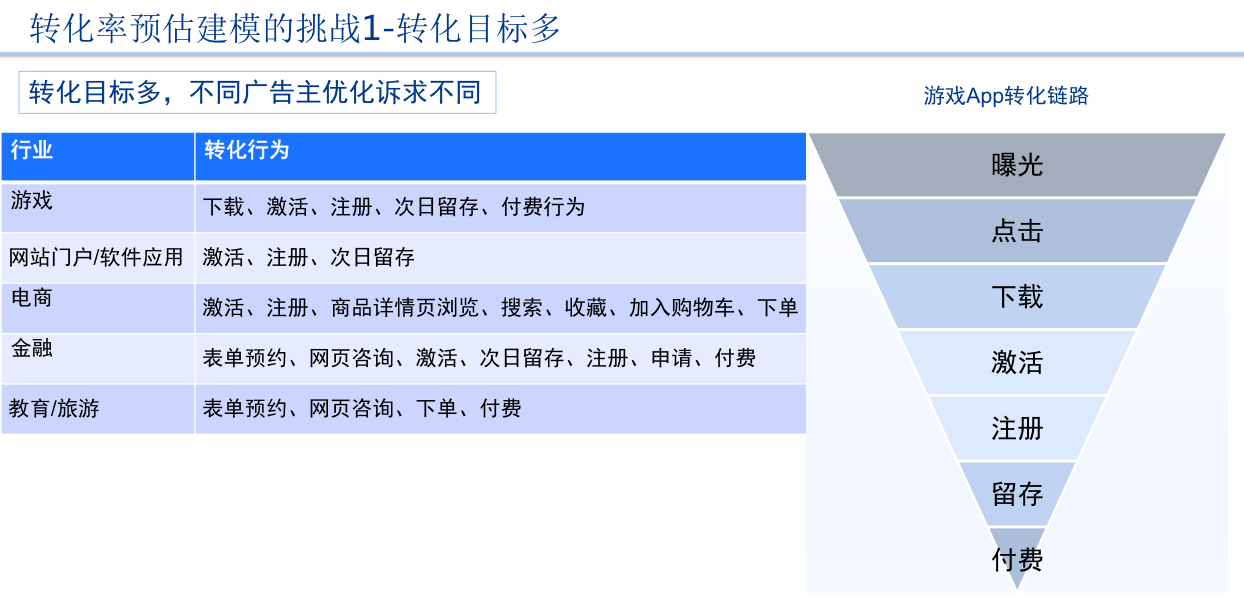 转化率预估建模的挑战1-转化目标多
转化目标多，不同广告主优化诉求不同
行业 转化行为
游戏 下载、激活、注册、次日留存、付费行为
网站门户/软件应用 激活、注册、次日留存
电商 激活、注册、商品详情页浏览、搜索、收藏、加入购物车、下单
金融 表单预约、网页咨询、激活、次日留存、注册、申请、付费
教育/旅游 表单预约、网页咨询、下单、付费
游戏App转化链路
曝光
点击
下载
激活
注册
留存
付费